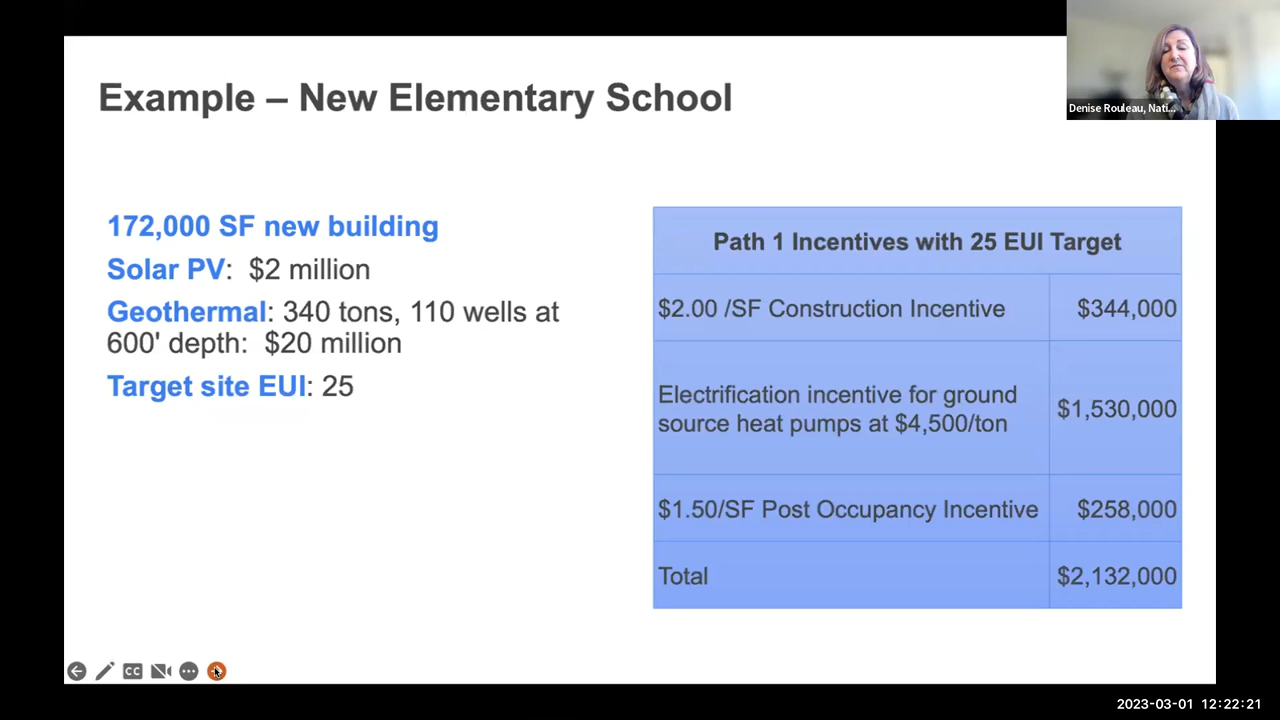 Example – New Elementary School
Denise Rouleau, Nati...
172,000 SF new building
Solar PV: $2 million
Geothermal: 340 tons, 110 wells at
600' depth: $20 million
Target site EUI: 25
Path 1 Incentives with 25 EUI Target
$2.00 /SF Construction Incentive $344,000
Electrification incentive for ground
source heat pumps at $4,500/ton $1,530,000
$1.50/SF Post Occupancy Incentive $258,000
Total $2,132,000
CC
2023-03-01 12:22:21